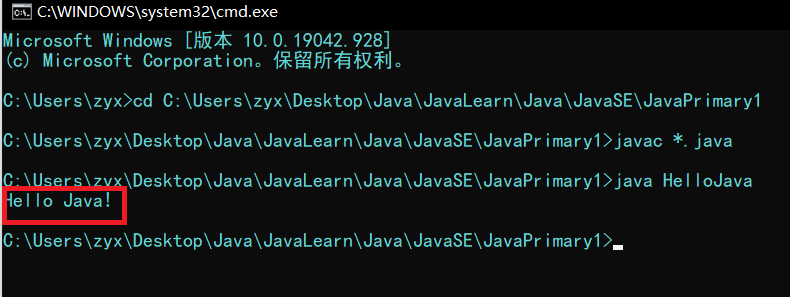 C:\WINDOWS\system32\cmd.exe
Microsoft Windows [版本 10.0.19042.928]
(c) Microsoft Corporation。保留所有权利。
C:\Users\zyx>cd C:\Users\zyx\Desktop\Java\JavaLearn\Java\JavaSE\JavaPrimary1
C:\Users\zyx\Desktop\Java\JavaLearn\Java\JavaSE\JavaPrimary1>javac *.java
C:\Users\zyx\Desktop\Java\JavaLearn\Java\JavaSE\JavaPrimary1>java HelloJava
Hello Java!
C:\Users\zyx\Desktop\Java\JavaLearn\Java\JavaSE\JavaPrimary1>